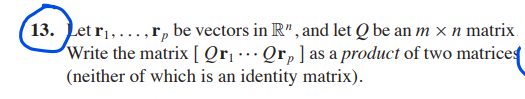 13. Let r₁, . . . , rₚ be vectors in ℝⁿ, and let Q be an m × n matrix.
Write the matrix [ Qr₁ ⋯ Qrₚ ] as a product of two matrices
(neither of which is an identity matrix).